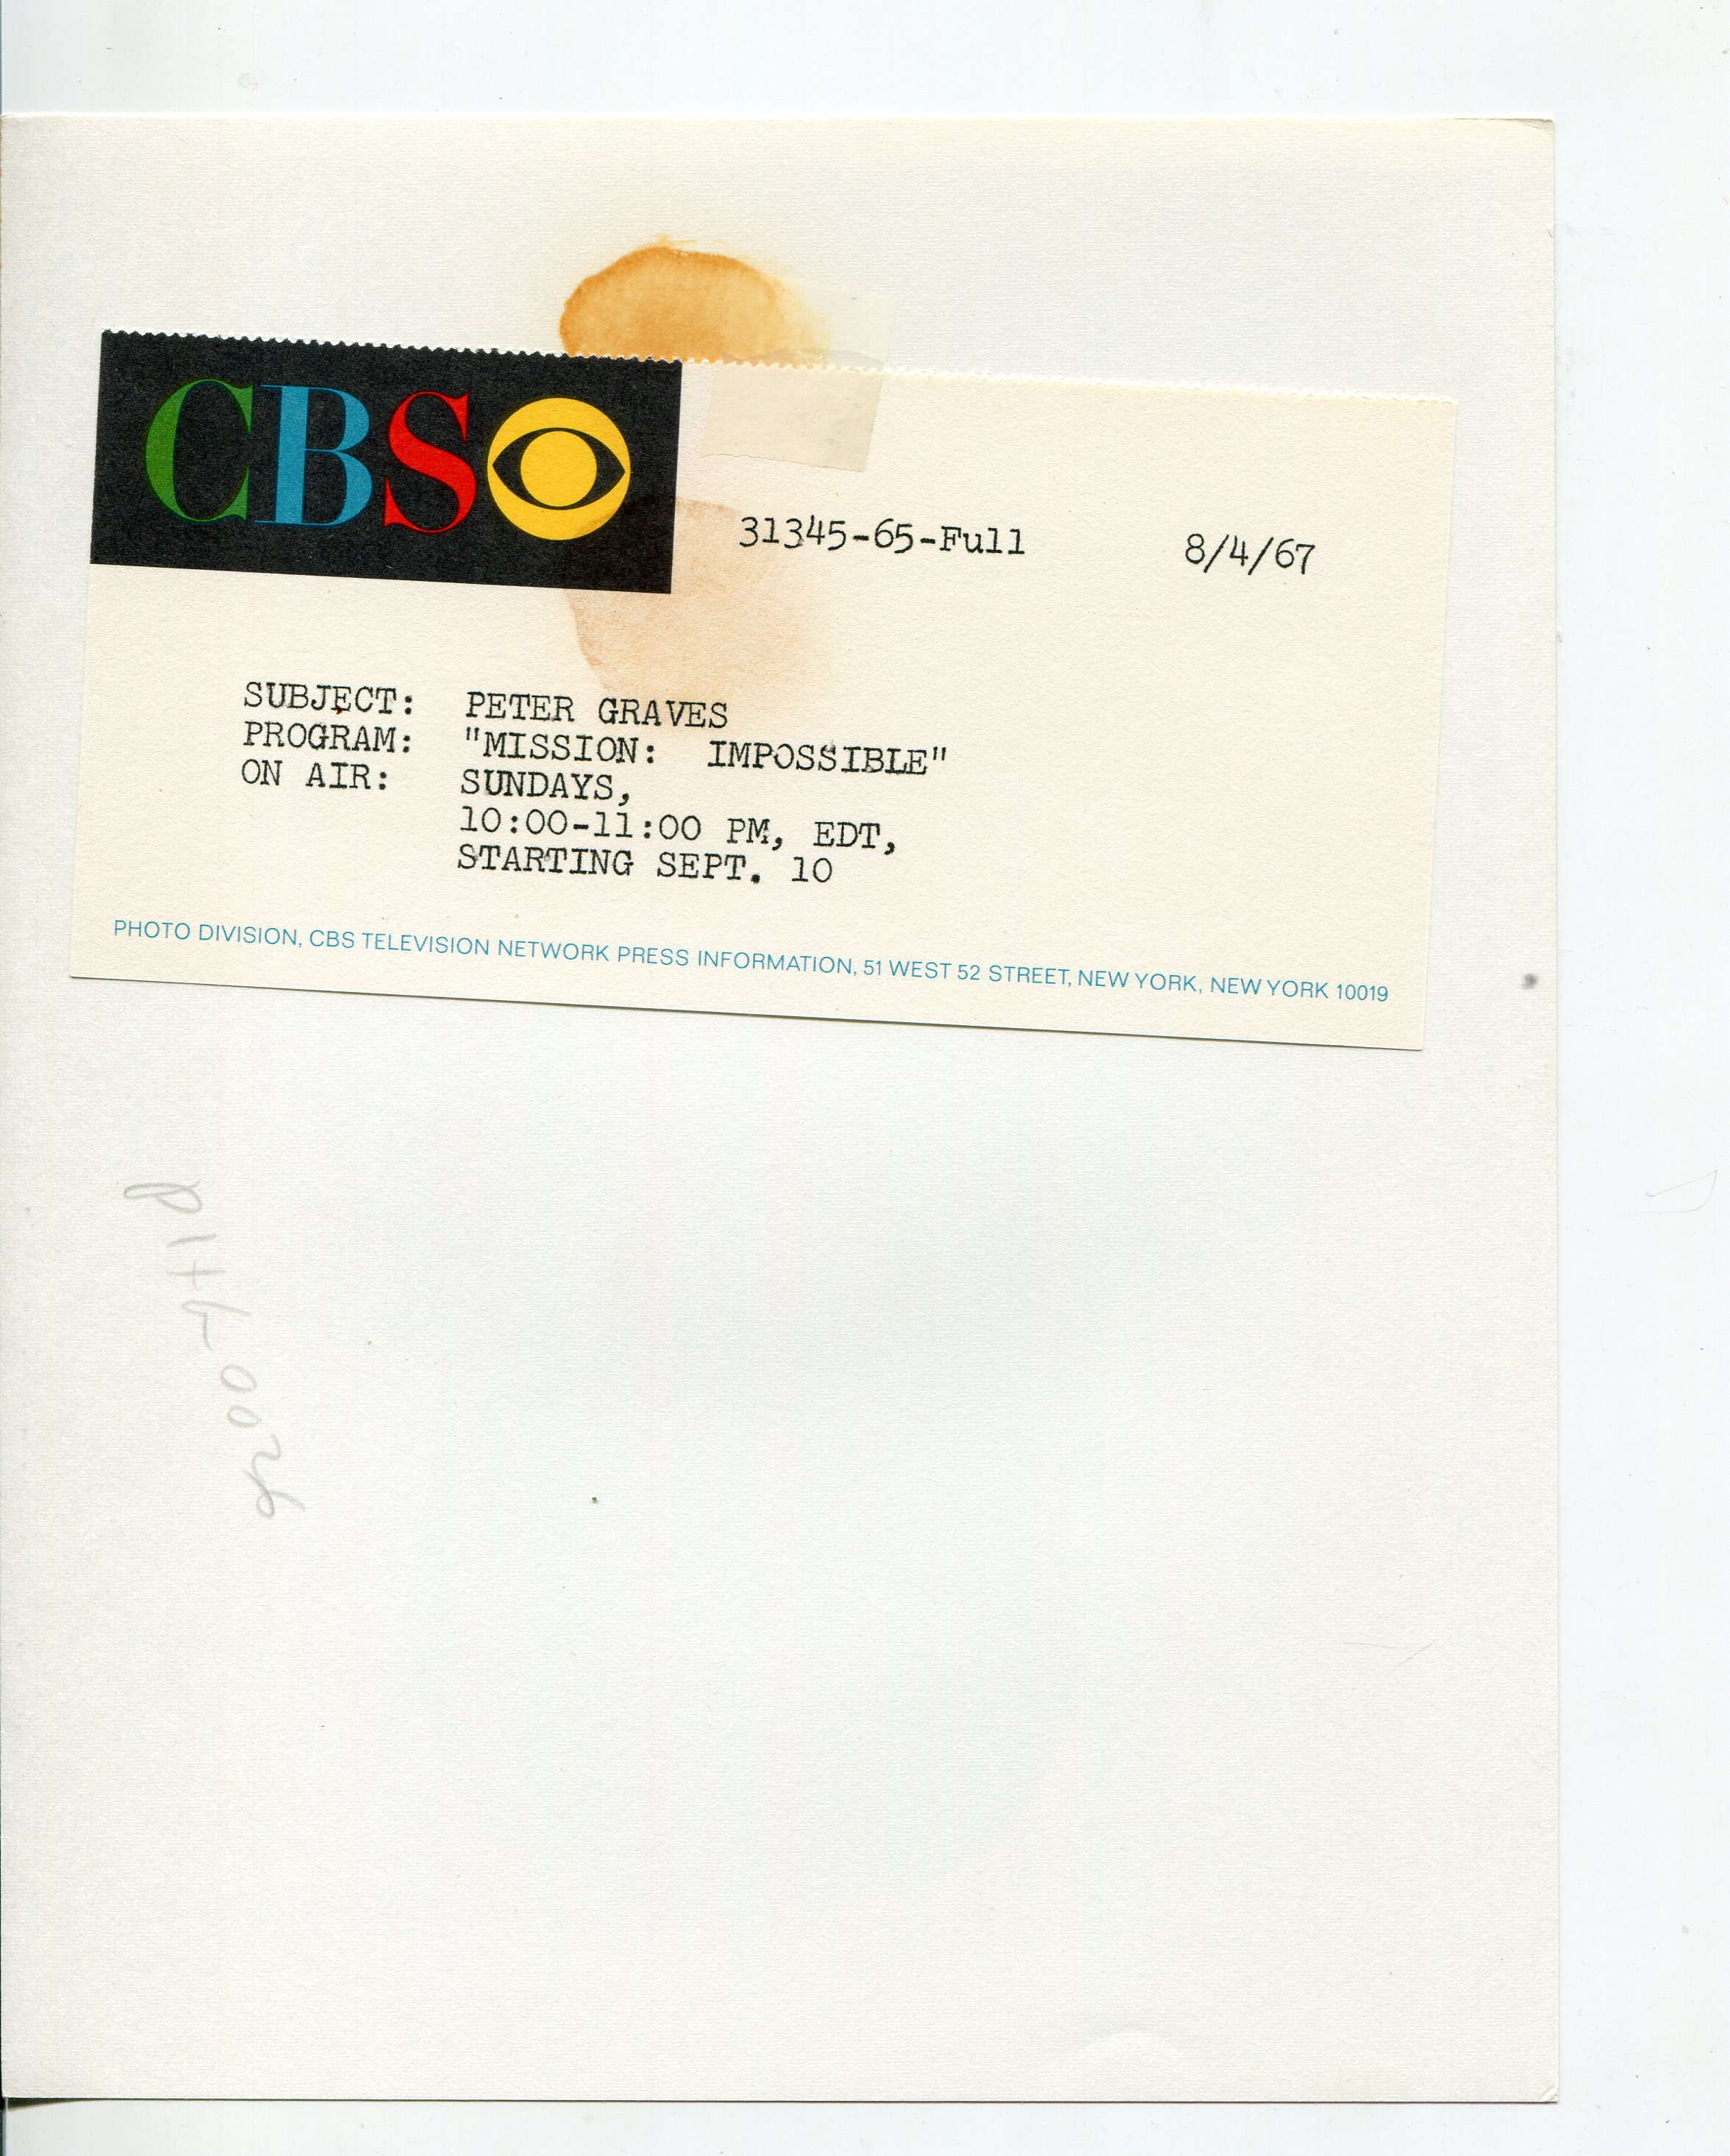 CBS
31345-65-Full 8/4/67
SUBJECT: PETER GRAVES
PROGRAM: "MISSION: IMPOSSIBLE"
ON AIR: SUNDAYS,
10:00-11:00 PM, EDT,
STARTING SEPT. 10
PHOTO DIVISION, CBS TELEVISION NETWORK PRESS INFORMATION, 51 WEST 52 STREET, NEW YORK, NEW YORK 10019